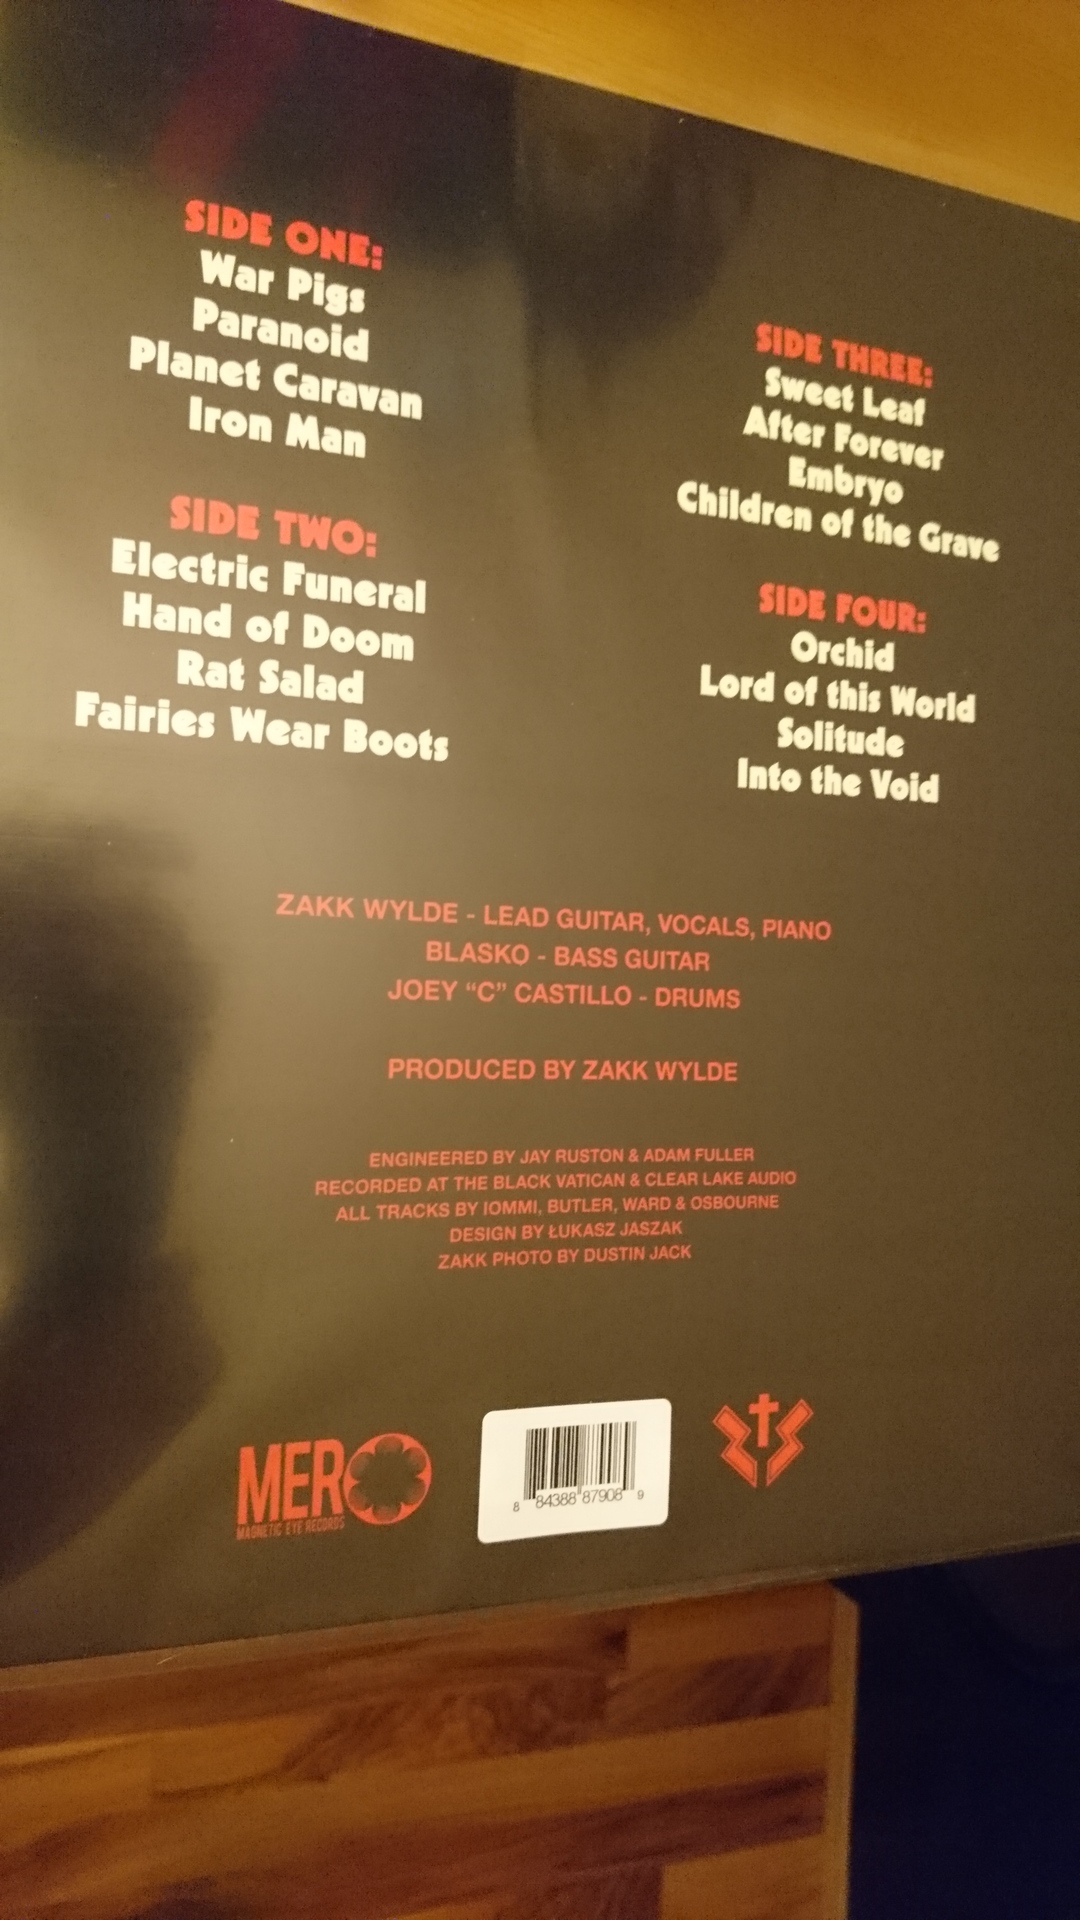 SIDE ONE:
War Pigs
Paranoid
Planet Caravan
Iron Man
SIDE TWO:
Electric Funeral
Hand of Doom
Rat Salad
Fairies Wear Boots
SIDE THREE:
Sweet Leaf
After Forever
Embryo
Children of the Grave
SIDE FOUR:
Orchid
Lord of this World
Solitude
Into the Void
ZAKK WYLDE - LEAD GUITAR, VOCALS, PIANO
BLASKO - BASS GUITAR
JOEY “C” CASTILLO - DRUMS
PRODUCED BY ZAKK WYLDE
ENGINEERED BY JAY RUSTON & ADAM FULLER
RECORDED AT THE BLACK VATICAN & CLEAR LAKE AUDIO
ALL TRACKS BY IOMMI, BUTLER, WARD & OSBOURNE
DESIGN BY ŁUKASZ JASZAK
ZAKK PHOTO BY DUSTIN JACK
MER
MAGNETIC EYE RECORDS
8 84388 87908 9